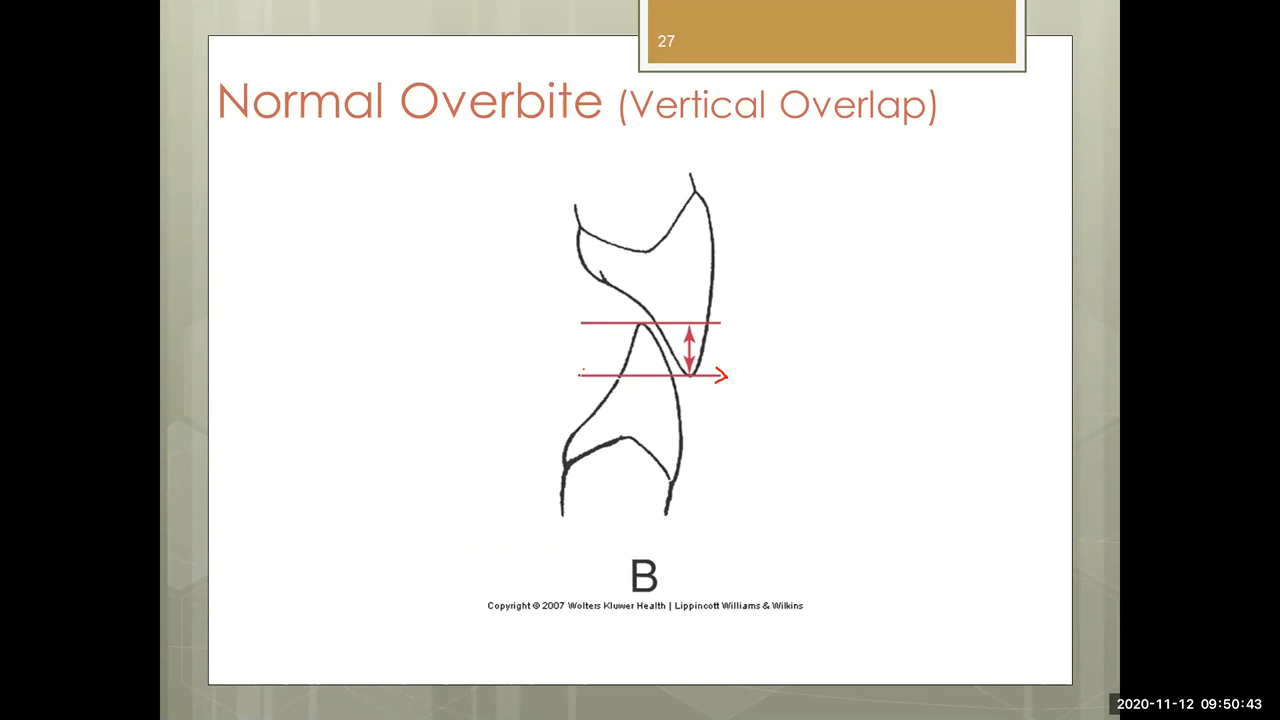 27
Normal Overbite (Vertical Overlap)
B
Copyright © 2007 Wolters Kluwer Health | Lippincott Williams & Wilkins
2020-11-12 09:50:43